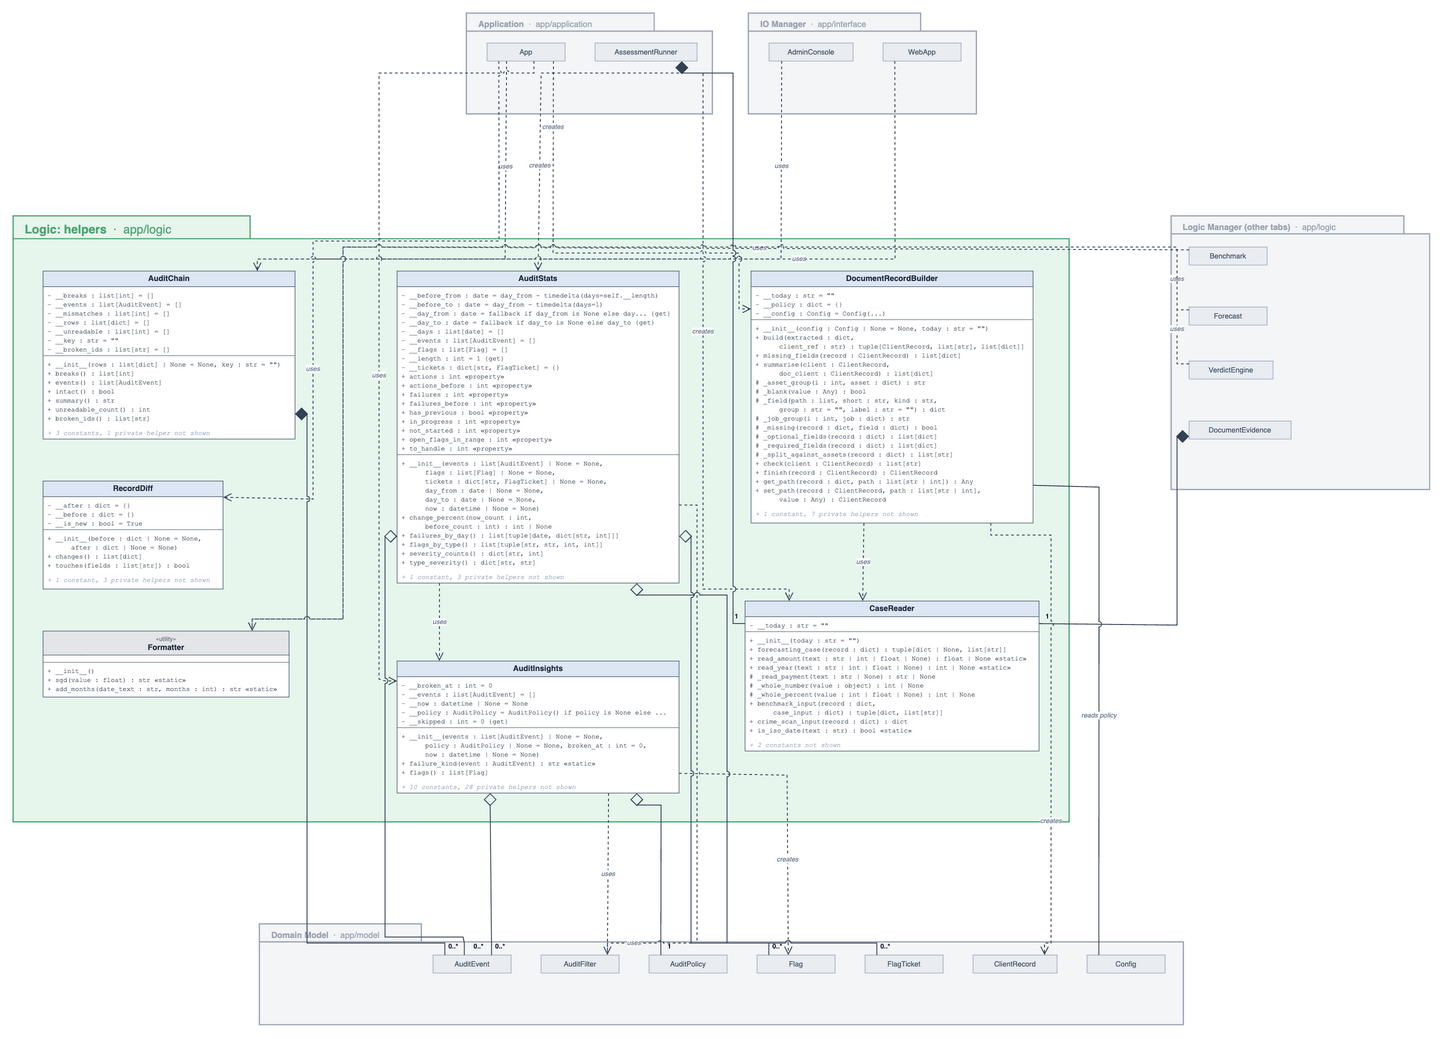 Application · app/application
App
AssessmentRunner
IO Manager · app/interface
AdminConsole
WebApp
creates
uses
creates
uses
Logic: helpers · app/logic
Logic Manager (other tabs) · app/logic
uses
uses
Benchmark
uses
Forecast
uses
VerdictEngine
DocumentEvidence
AuditChain
- __breaks : list[int] = []
- __events : list[AuditEvent] = []
- __mismatches : list[int] = []
- __rows : list[dict] = []
- __unreadable : list[int] = []
- __key : str = ""
- __broken_ids : list[str] = []
+ __init__(rows : list[dict] | None = None, key : str = "")
+ breaks() : list[int]
+ events() : list[AuditEvent]
+ intact() : bool
+ summary() : str
+ unreadable_count() : int
+ broken_ids() : list[str]
+ 3 constants, 1 private helper not shown
AuditStats
- __before_from : date = day_from - timedelta(days=self.__length)
- __before_to : date = day_from - timedelta(days=1)
- __day_from : date = fallback if day_from is None else day... (get)
- __day_to : date = fallback if day_to is None else day_to (get)
- __days : list[date] = []
- __events : list[AuditEvent] = []
- __flags : list[Flag] = []
- __length : int = 1 (get)
- __tickets : dict[str, FlagTicket] = {}
+ actions : int «property»
+ actions_before : int «property»
+ failures : int «property»
+ failures_before : int «property»
+ has_previous : bool «property»
+ in_progress : int «property»
+ not_started : int «property»
+ open_flags_in_range : int «property»
+ to_handle : int «property»
+ __init__(events : list[AuditEvent] | None = None,
flags : list[Flag] | None = None,
tickets : dict[str, FlagTicket] | None = None,
day_from : date | None = None,
day_to : date | None = None,
now : datetime | None = None)
+ change_percent(now_count : int,
before_count : int) : int | None
+ failures_by_day() : list[tuple[date, dict[str, int]]]
+ flags_by_type() : list[tuple[str, str, int, int]]
+ severity_counts() : dict[str, int]
+ type_severity() : dict[str, str]
+ 1 constant, 3 private helpers not shown
DocumentRecordBuilder
- __today : str = ""
- __policy : dict = {}
- __config : Config = Config(...)
+ __init__(config : Config | None = None, today : str = "")
+ build(extracted : dict,
client_ref : str) : tuple[ClientRecord, list[str], list[dict]]
+ missing_fields(record : ClientRecord) : list[dict]
+ summarise(client : ClientRecord,
doc_client : ClientRecord) : list[dict]
# _asset_group(i : int, asset : dict) : str
# _blank(value : Any) : bool
# _field(path : list, short : str, kind : str,
group : str = "", label : str = "") : dict
# _job_group(i : int, job : dict) : str
# _missing(record : dict, field : dict) : bool
# _optional_fields(record : dict) : list[dict]
# _required_fields(record : dict) : list[dict]
# _split_against_assets(record : dict) : list[str]
+ check(client : ClientRecord) : list[str]
+ finish(record : ClientRecord) : ClientRecord
+ get_path(record : dict, path : list[str | int]) : Any
+ set_path(record : ClientRecord, path : list[str | int],
value : Any) : ClientRecord
+ 1 constant, 7 private helpers not shown
uses
uses
creates
RecordDiff
- __after : dict = {}
- __before : dict = {}
- __is_new : bool = True
+ __init__(before : dict | None = None,
after : dict | None = None)
+ changes() : list[dict]
+ touches(fields : list[str]) : bool
+ 1 constant, 3 private helpers not shown
uses
uses
«utility»
Formatter
+ __init__()
+ sgd(value : float) : str «static»
+ add_months(date_text : str, months : int) : str «static»
AuditInsights
- __broken_at : int = 0
- __events : list[AuditEvent] = []
- __now : datetime | None = None
- __policy : AuditPolicy = AuditPolicy() if policy is None else ...
- __skipped : int = 0 (get)
+ __init__(events : list[AuditEvent] | None = None,
policy : AuditPolicy | None = None, broken_at : int = 0,
now : datetime | None = None)
+ failure_kind(event : AuditEvent) : str «static»
+ flags() : list[Flag]
+ 10 constants, 28 private helpers not shown
1
1
CaseReader
- __today : str = ""
+ __init__(today : str = "")
+ forecasting_case(record : dict) : tuple[dict | None, list[str]]
+ read_amount(text : str | int | float | None) : float | None «static»
+ read_year(text : str | int | float | None) : int | None «static»
# _read_payment(text : str | None) : str | None
# _whole_number(value : object) : int | None
# _whole_percent(value : int | float | None) : int | None
+ benchmark_input(record : dict,
case_input : dict) : tuple[dict, list[str]]
+ crime_scan_input(record : dict) : dict
+ is_iso_date(text : str) : bool «static»
+ 2 constants not shown
reads policy
creates
creates
uses
Domain Model · app/model
0..*
0..*
0..*
uses
1
0..*
0..*
AuditEvent
AuditFilter
AuditPolicy
Flag
FlagTicket
ClientRecord
Config